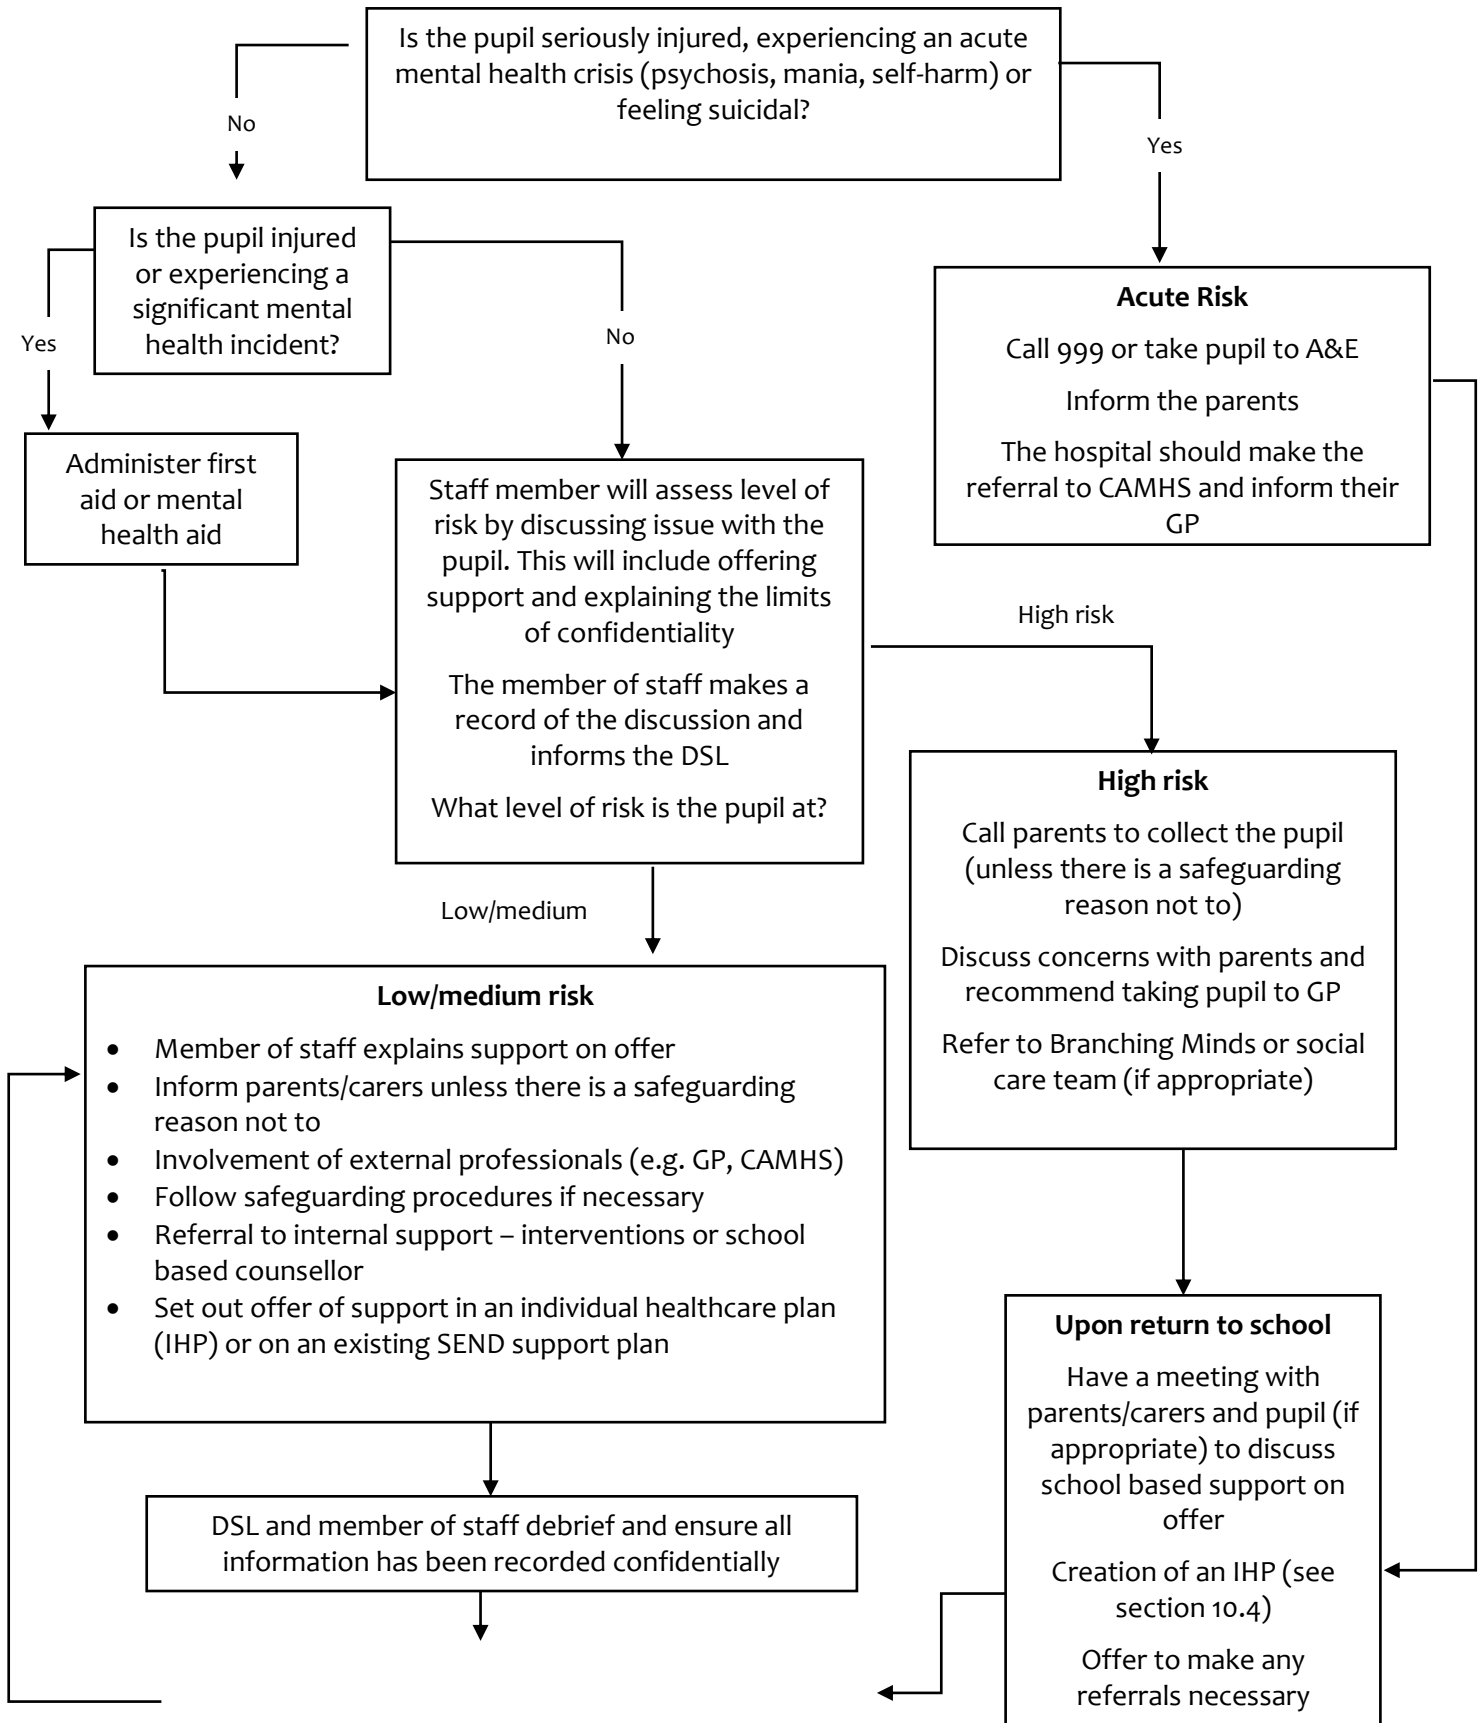 Is the pupil seriously injured, experiencing an acute
mental health crisis (psychosis, mania, self-harm) or
feeling suicidal?
No
Yes
Is the pupil injured
or experiencing a
significant mental
health incident?
Yes
No
Acute Risk
Call 999 or take pupil to A&E
Inform the parents
The hospital should make the
referral to CAMHS and inform their
GP
Administer first
aid or mental
health aid
Staff member will assess level of
risk by discussing issue with the
pupil. This will include offering
support and explaining the limits
of confidentiality
The member of staff makes a
record of the discussion and
informs the DSL
What level of risk is the pupil at?
High risk
High risk
Call parents to collect the pupil
(unless there is a safeguarding
reason not to)
Discuss concerns with parents and
recommend taking pupil to GP
Refer to Branching Minds or social
care team (if appropriate)
Low/medium
Low/medium risk
• Member of staff explains support on offer
• Inform parents/carers unless there is a safeguarding
reason not to
• Involvement of external professionals (e.g. GP, CAMHS)
• Follow safeguarding procedures if necessary
• Referral to internal support – interventions or school
based counsellor
• Set out offer of support in an individual healthcare plan
(IHP) or on an existing SEND support plan
Upon return to school
Have a meeting with
parents/carers and pupil (if
appropriate) to discuss
school based support on
offer
Creation of an IHP (see
section 10.4)
Offer to make any
referrals necessary
DSL and member of staff debrief and ensure all
information has been recorded confidentially